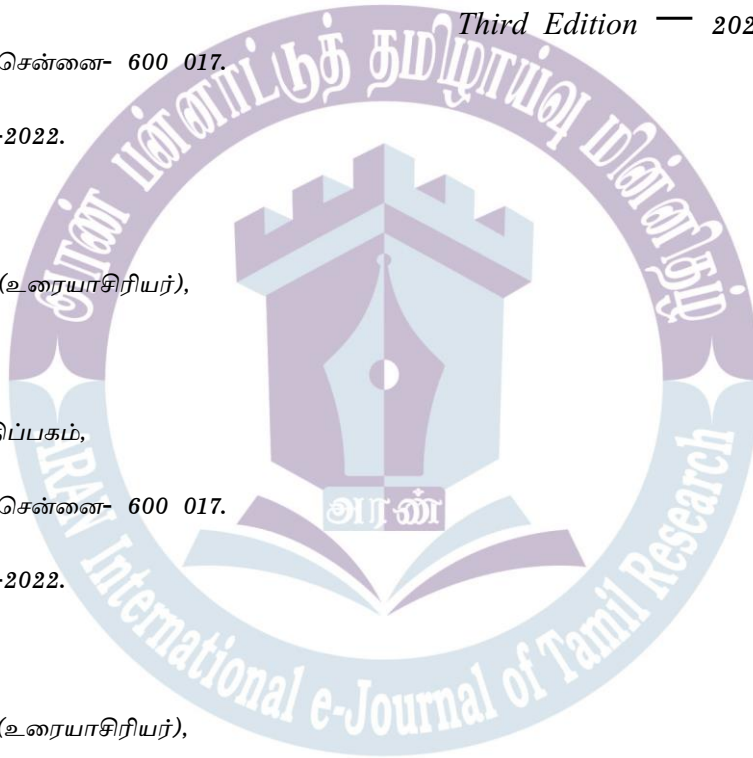 Third Edition — 202
சென்னை- 600 017.
-2022.
அரண் பன்னாட்டுத் தமிழாய்வு மின்னிதழ்
(உரையாசிரியர்),
திப்பகம்,
சென்னை- 600 017.
அரண்
-2022.
ARAN International e-Journal of Tamil Research
(உரையாசிரியர்),